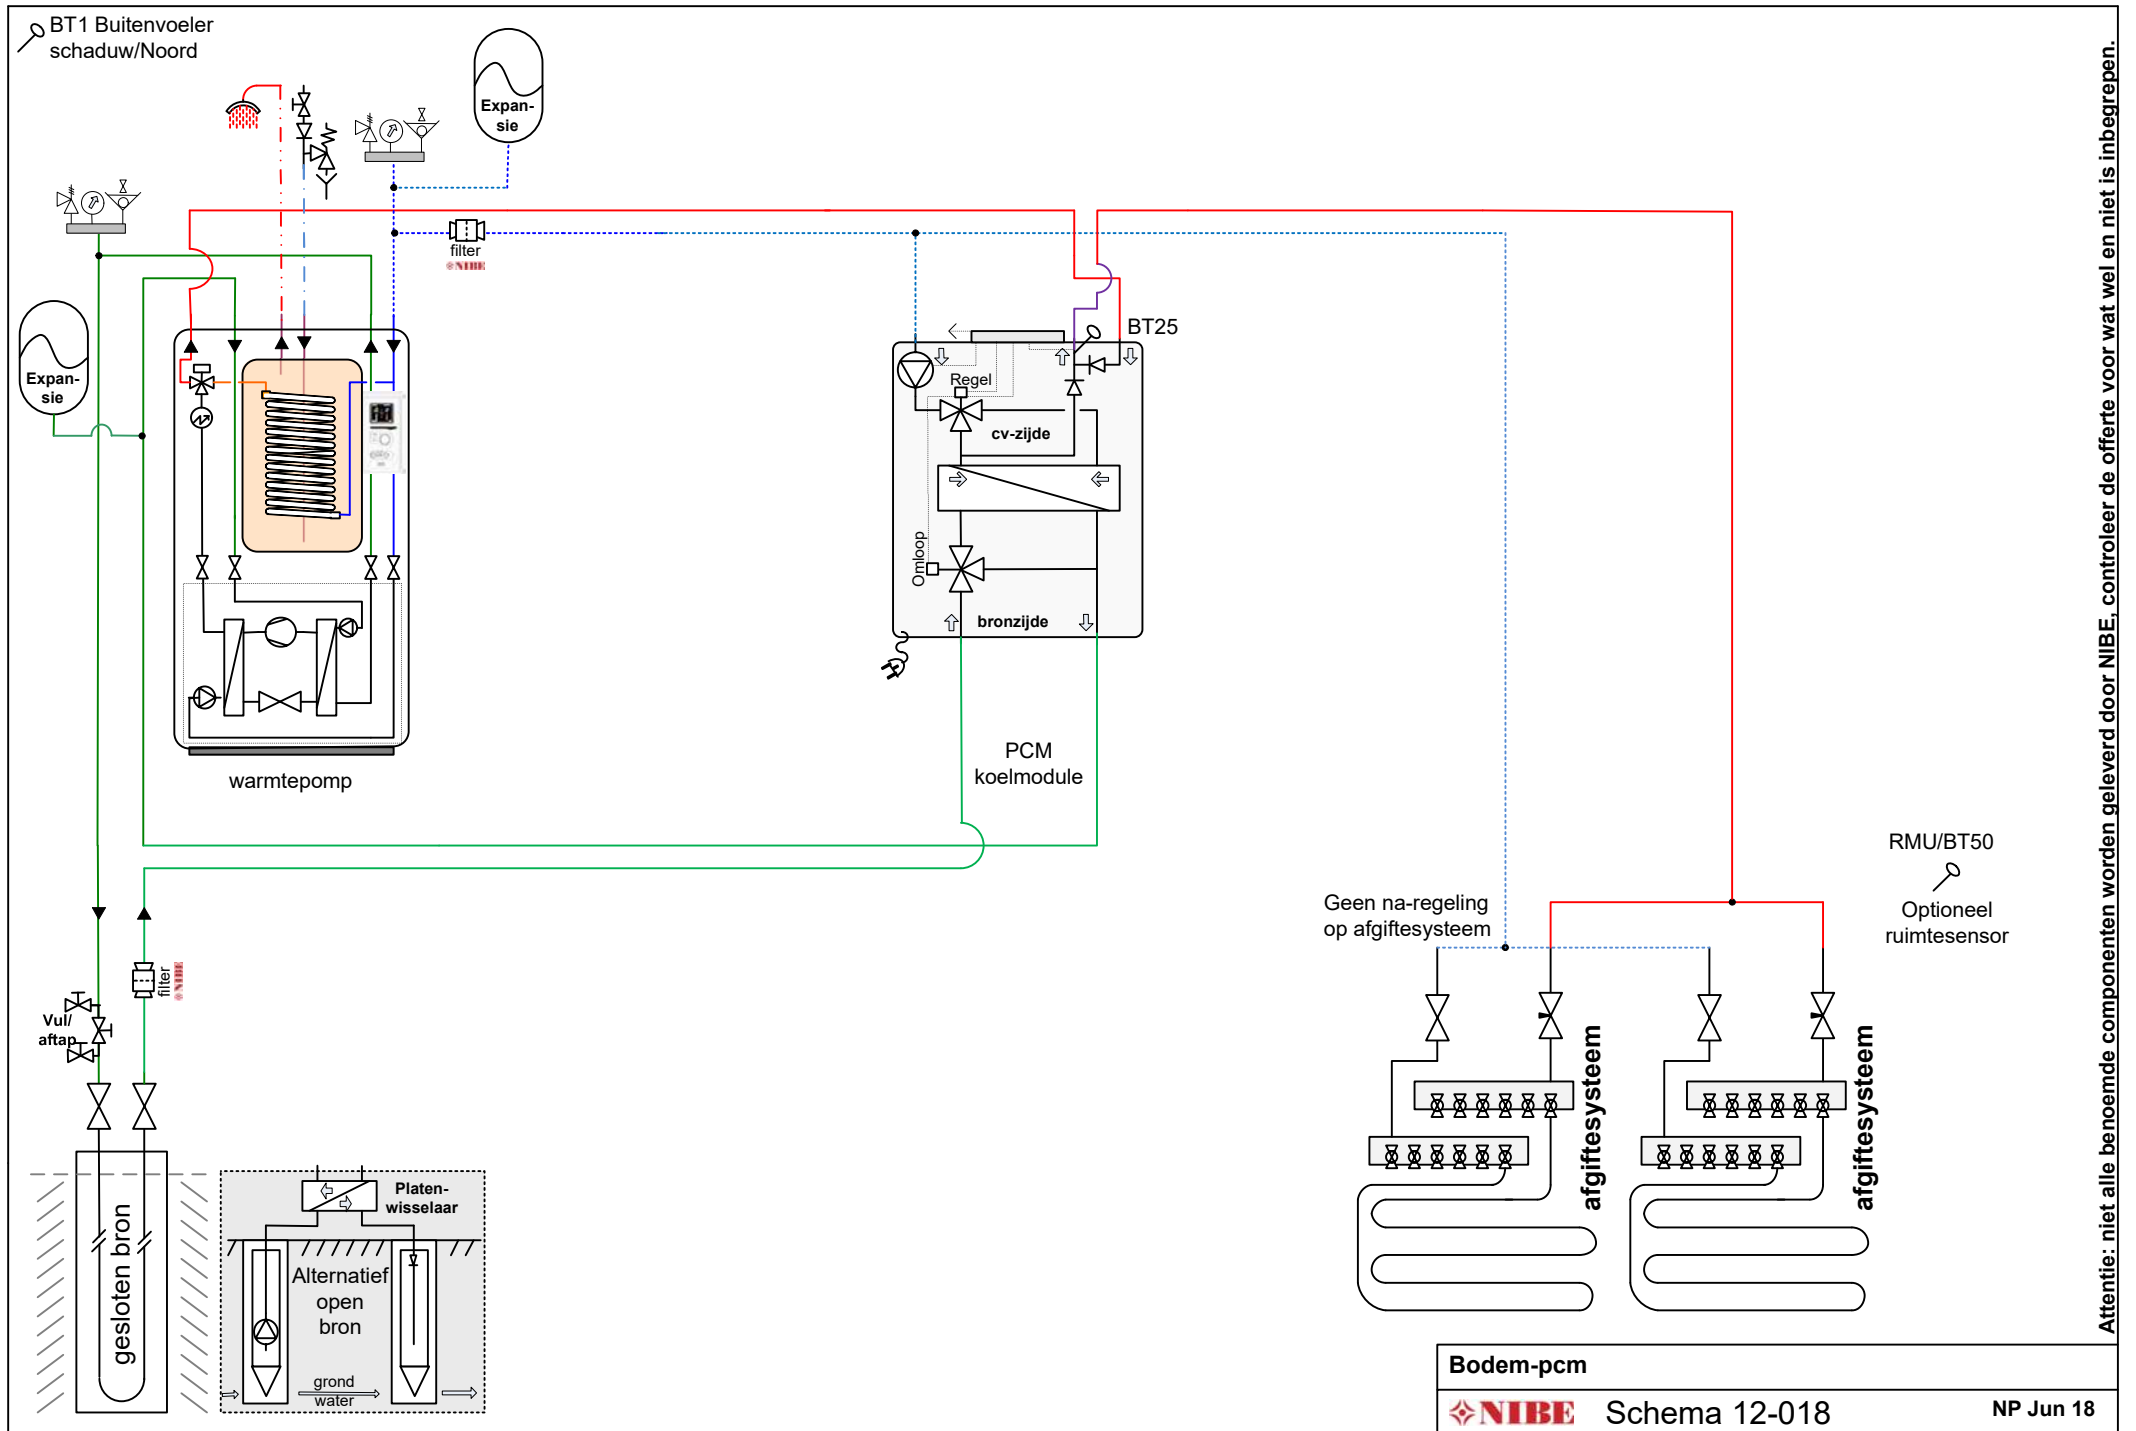 BT1 Buitenvoeler
schaduw/Noord
Expan-
sie
filter
NIBE
Expan-
sie
BT25
Regel
cv-zijde
Omloop
bronzijde
warmtepomp
PCM
koelmodule
RMU/BT50
Optioneel
ruimtesensor
Geen na-regeling
op afgiftesysteem
filter
NIBE
Vul/
aftap
afgiftesysteem
afgiftesysteem
gesloten bron
Platen-
wisselaar
Alternatief
open
bron
grond
water
Attentie: niet alle benoemde componenten worden geleverd door NIBE, controleer de offerte voor wat wel en niet is inbegrepen.
Bodem-pcm
NIBE Schema 12-018 NP Jun 18